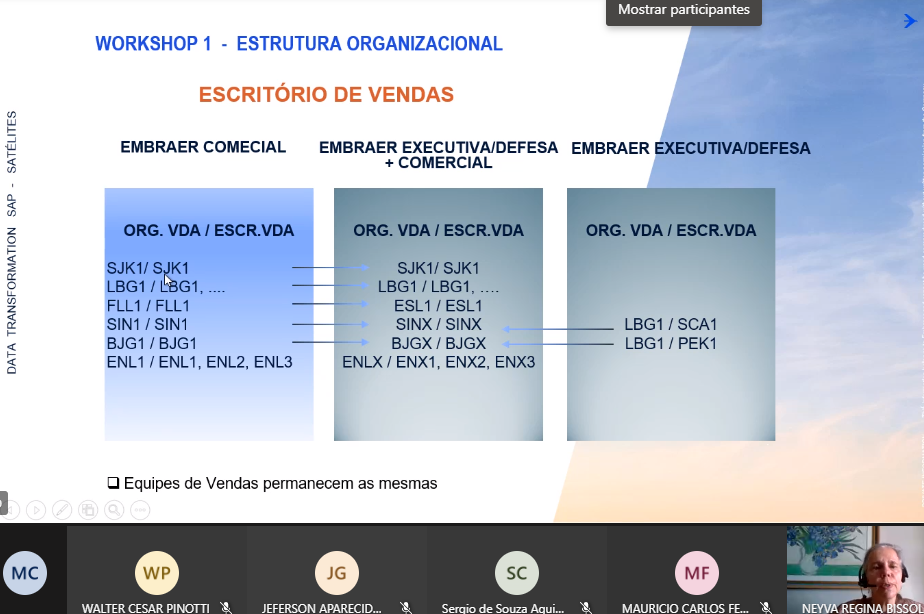 Mostrar participantes
WORKSHOP 1 - ESTRUTURA ORGANIZACIONAL
ESCRITÓRIO DE VENDAS
DATA TRANSFORMATION SAP - SATÉLITES
EMBRAER COMECIAL
ORG. VDA / ESCR.VDA
SJK1/ SJK1
LBG1 / LBG1, ....
FLL1 / FLL1
SIN1 / SIN1
BJG1 / BJG1
ENL1 / ENL1, ENL2, ENL3
EMBRAER EXECUTIVA/DEFESA
+ COMERCIAL
ORG. VDA / ESCR.VDA
SJK1/ SJK1
LBG1 / LBG1, ....
ESL1 / ESL1
SINX / SINX
BJGX / BJGX
ENLX / ENX1, ENX2, ENX3
EMBRAER EXECUTIVA/DEFESA
ORG. VDA / ESCR.VDA
LBG1 / SCA1
LBG1 / PEK1
Equipes de Vendas permanecem as mesmas
MC
WP
WALTER CESAR PINOTTI
JG
JEFERSON APARECID...
SC
Sergio de Souza Aqui...
MF
MAURICIO CARLOS FE...
NEYVA REGINA BISSOL